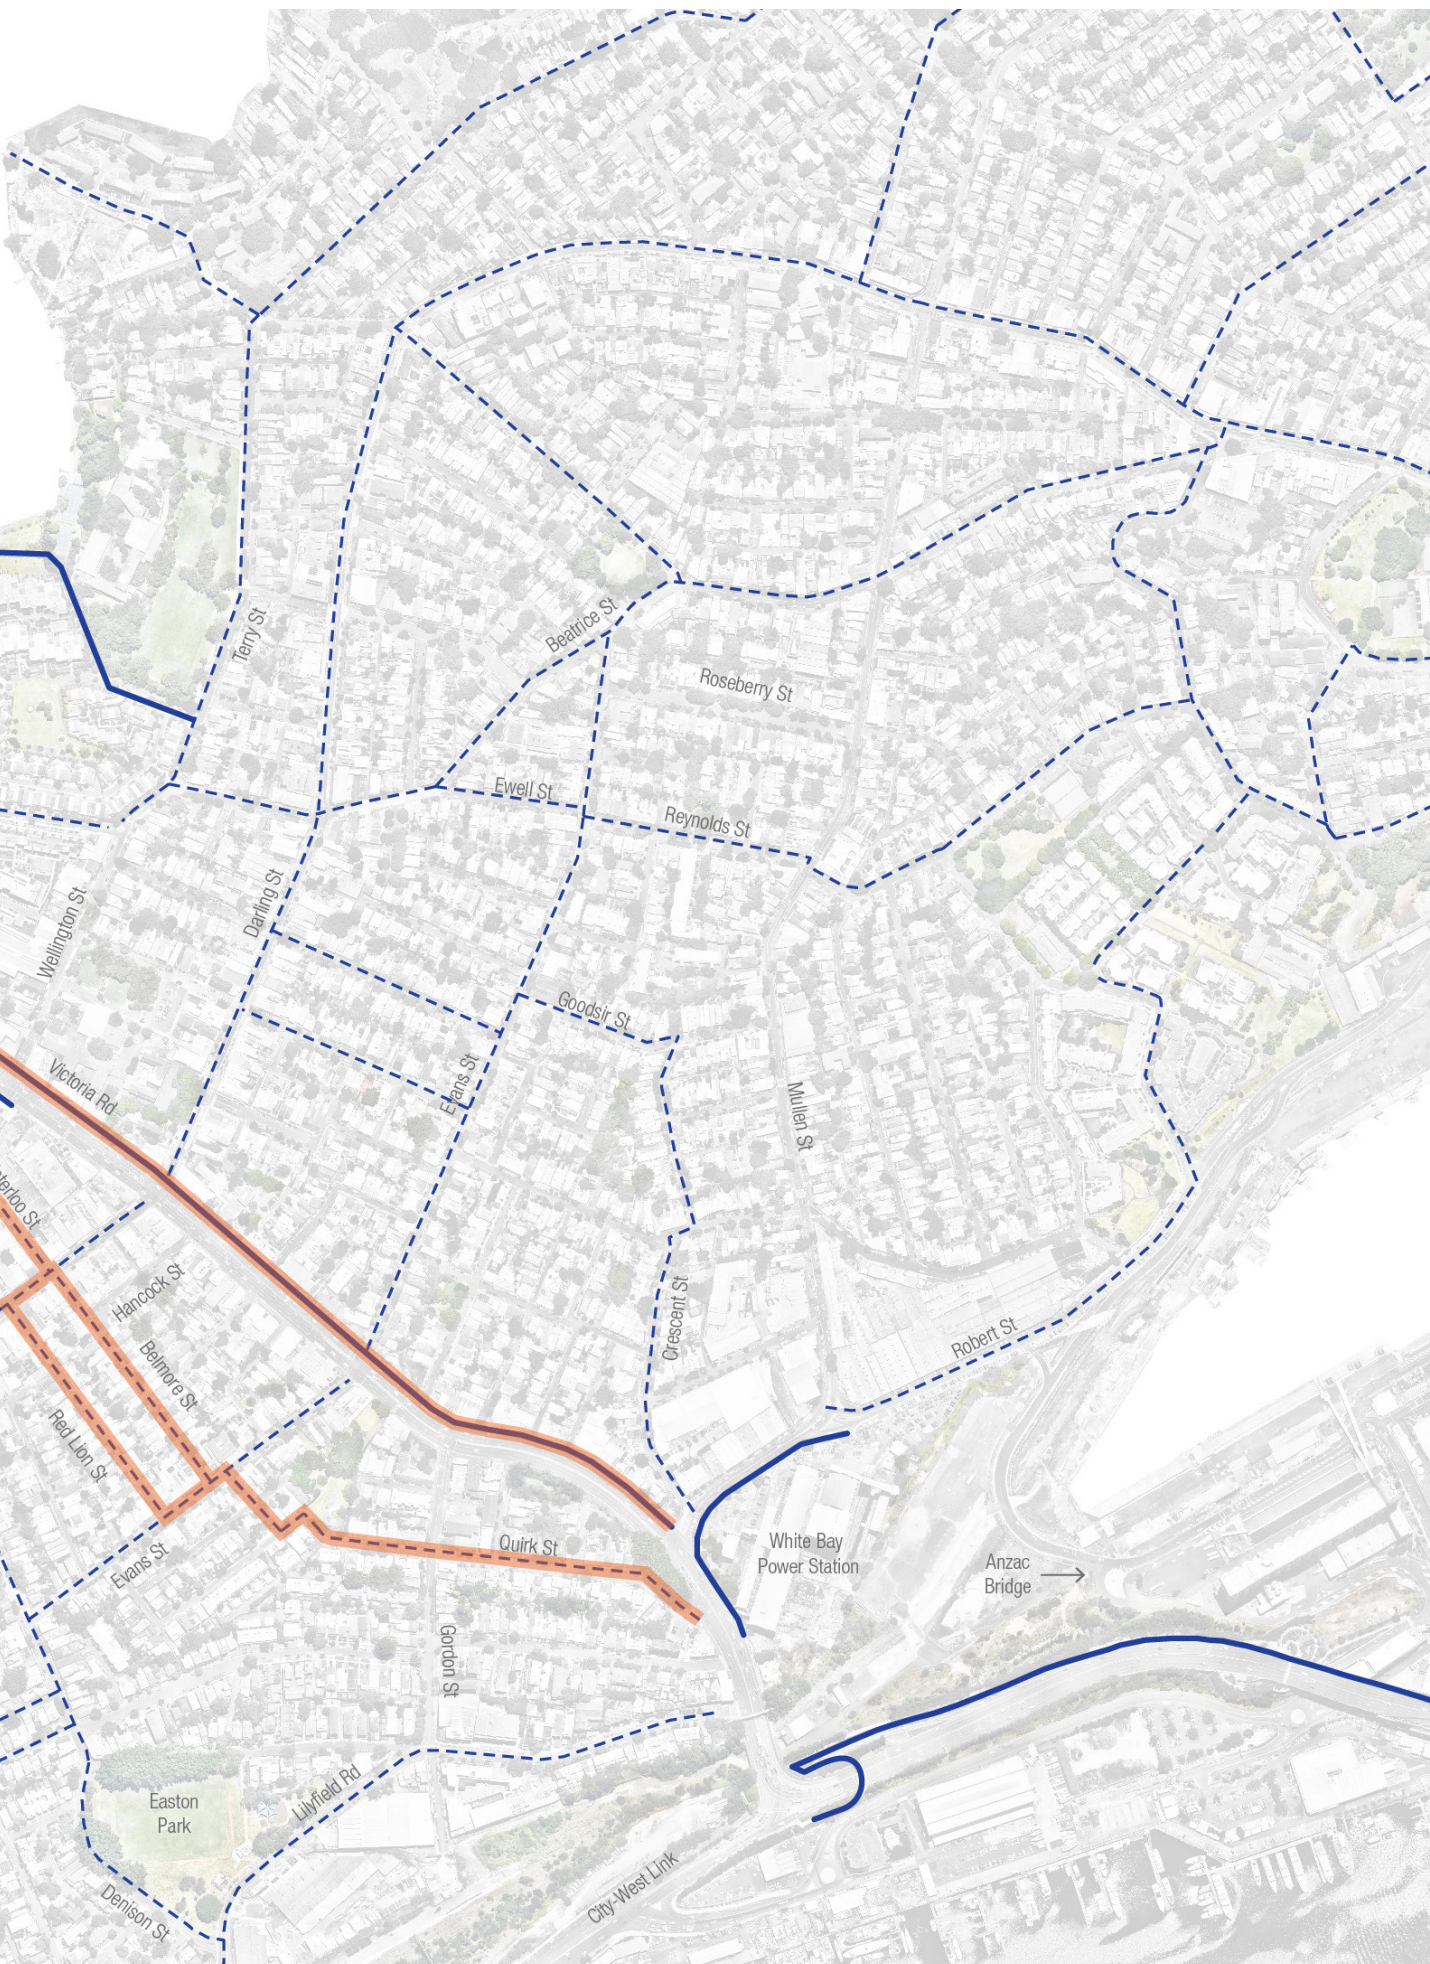 Terry St
Beatrice St
Roseberry St
Ewell St
Reynolds St
Darling St
Wellington St
Goodsir St
Evans St
Victoria Rd
Mullen St
Hancock St
Crescent St
Robert St
Belmore St
Red Lion St
Quirk St
White Bay
Power Station
Anzac
Bridge
Evans St
Gordon St
Lilyfield Rd
Easton
Park
City-West Link
Denison St